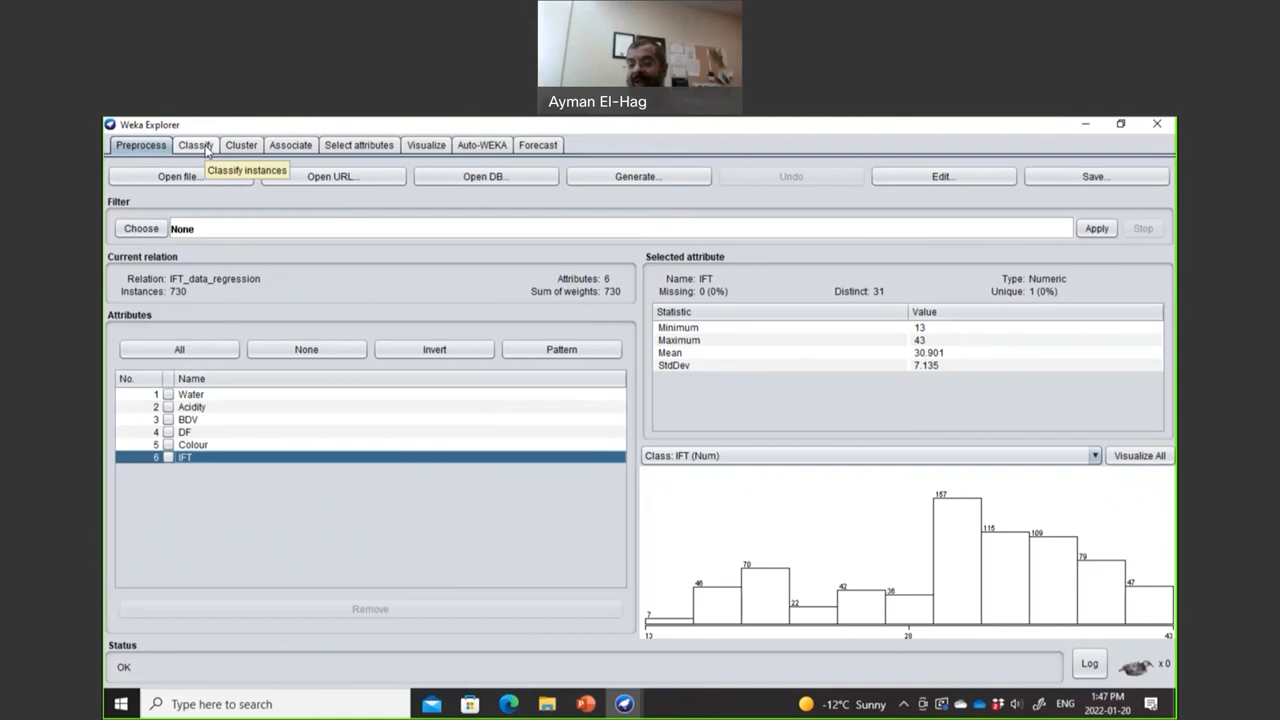 Ayman El-Hag
Weka Explorer
Preprocess Classify Cluster Associate Select attributes Visualize Auto-WEKA Forecast
Classify instances
Open file... Open URL... Open DB... Generate... Undo Edit... Save...
Filter
Choose None Apply Stop
Current relation
Relation: IFT_data_regression Attributes: 6
Instances: 730 Sum of weights: 730
Selected attribute
Name: IFT Type: Numeric
Missing: 0 (0%) Distinct: 31 Unique: 1 (0%)
Statistic Value
Minimum 13
Maximum 43
Mean 30.901
StdDev 7.135
Attributes
All None Invert Pattern
No. Name
1 Water
2 Acidity
3 BDV
4 DF
5 Colour
6 IFT
Remove
Class: IFT (Num) Visualize All
7 46 70 22 42 36 157 115 109 79 47
13 28 43
Status
OK
Log x 0
Type here to search
-12°C Sunny
ENG
1:47 PM
2022-01-20